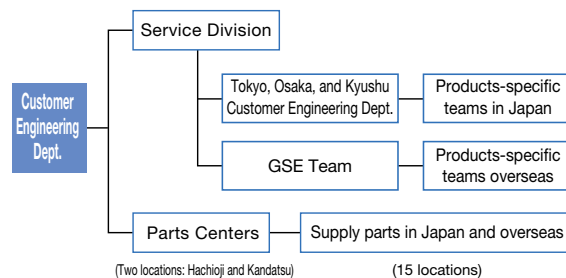 Service Division
Customer
Engineering
Dept.
Tokyo, Osaka, and Kyushu
Customer Engineering Dept.
Products-specific
teams in Japan
GSE Team
Products-specific
teams overseas
Parts Centers
Supply parts in Japan and overseas
(Two locations: Hachioji and Kandatsu)
(15 locations)